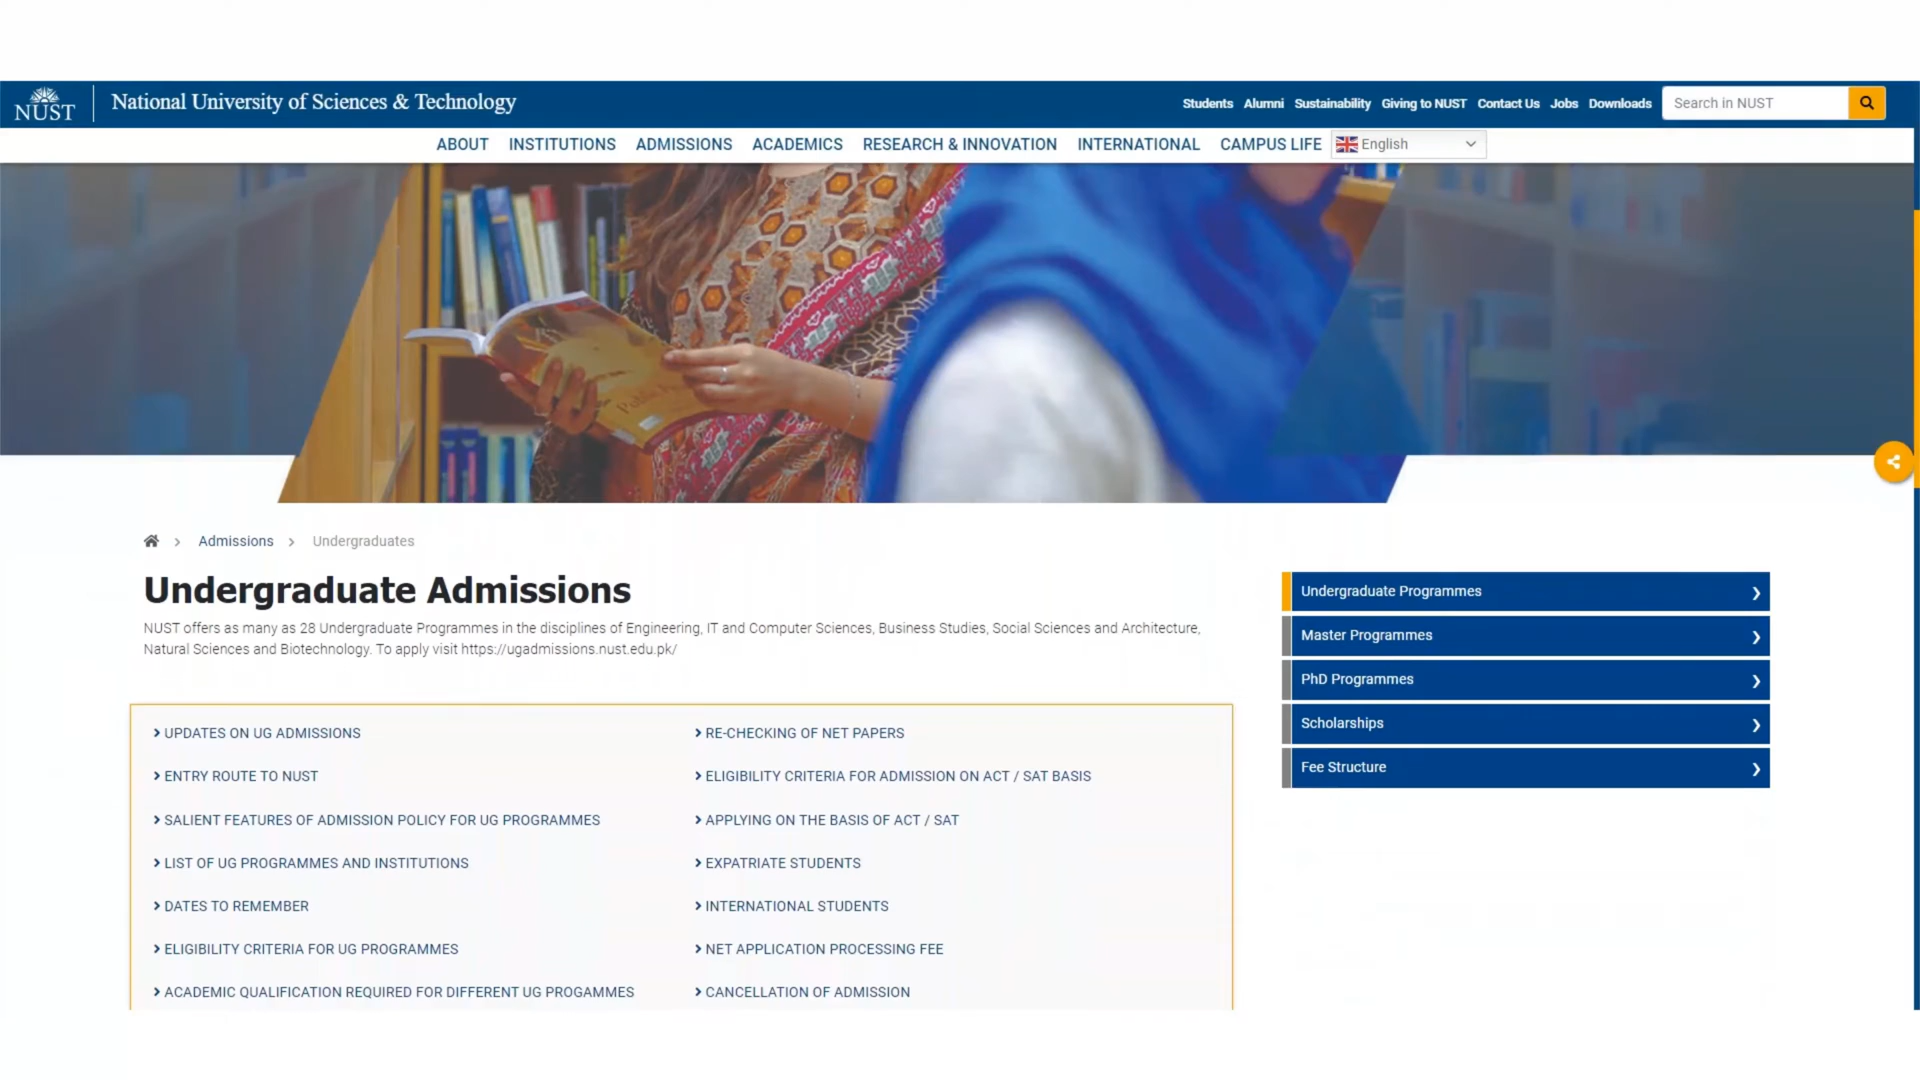 NUST
National University of Sciences & Technology
Students Alumni Sustainability Giving to NUST Contact Us Jobs Downloads Search in NUST
ABOUT INSTITUTIONS ADMISSIONS ACADEMICS RESEARCH & INNOVATION INTERNATIONAL CAMPUS LIFE English
Admissions Undergraduates
Undergraduate Admissions
NUST offers as many as 28 Undergraduate Programmes in the disciplines of Engineering, IT and Computer Sciences, Business Studies, Social Sciences and Architecture,
Natural Sciences and Biotechnology. To apply visit https://ugadmissions.nust.edu.pk/
UPDATES ON UG ADMISSIONS
ENTRY ROUTE TO NUST
SALIENT FEATURES OF ADMISSION POLICY FOR UG PROGRAMMES
LIST OF UG PROGRAMMES AND INSTITUTIONS
DATES TO REMEMBER
ELIGIBILITY CRITERIA FOR UG PROGRAMMES
ACADEMIC QUALIFICATION REQUIRED FOR DIFFERENT UG PROGAMMES
RE-CHECKING OF NET PAPERS
ELIGIBILITY CRITERIA FOR ADMISSION ON ACT / SAT BASIS
APPLYING ON THE BASIS OF ACT / SAT
EXPATRIATE STUDENTS
INTERNATIONAL STUDENTS
NET APPLICATION PROCESSING FEE
CANCELLATION OF ADMISSION
Undergraduate Programmes
Master Programmes
PhD Programmes
Scholarships
Fee Structure